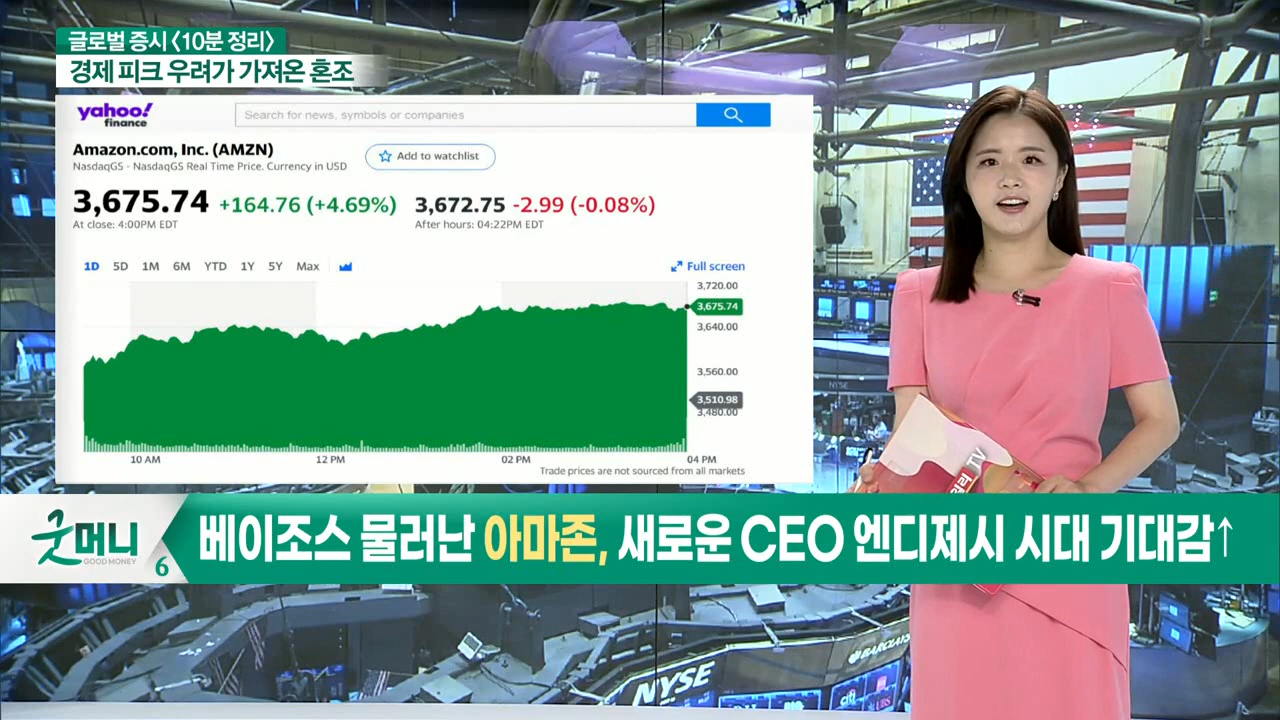 글로벌 증시 <10분 정리>
경제 피크 우려가 가져온 혼조
yahoo!
finance
Search for news, symbols or companies
Amazon.com, Inc. (AMZN)
NasdaqGS - NasdaqGS Real Time Price. Currency in USD
Add to watchlist
3,675.74 +164.76 (+4.69%) 3,672.75 -2.99 (-0.08%)
At close: 4:00PM EDT
After hours: 04:22PM EDT
1D 5D 1M 6M YTD 1Y 5Y Max
Full screen
3,720.00
3,675.74
3,640.00
3,560.00
3,510.98
3,480.00
10 AM 12 PM 02 PM 04 PM
Trade prices are not sourced from all markets
NYSE
TV
굿머니
GOOD MONEY
6
베이조스 물러난 아마존, 새로운 CEO 엔디제시 시대 기대감↑
NYSE
BARCLAYS
citi
UBS